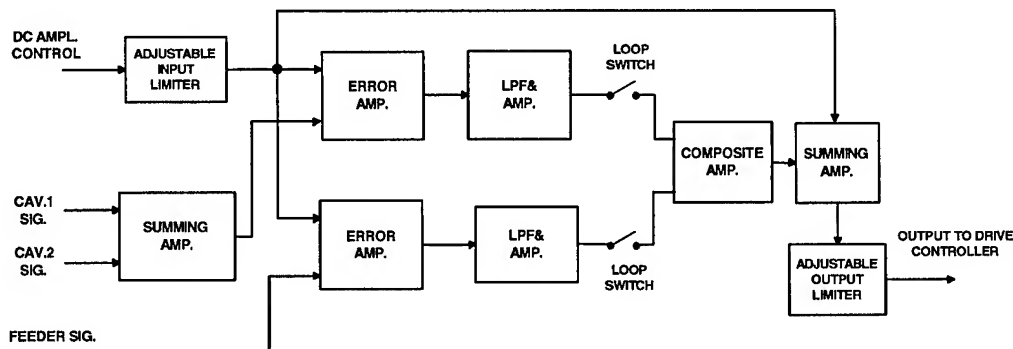 DC AMPL.
CONTROL
ADJUSTABLE
INPUT
LIMITER
ERROR
AMP.
LPF&
AMP.
LOOP
SWITCH
COMPOSITE
AMP.
SUMMING
AMP.
CAV.1
SIG.
CAV.2
SIG.
SUMMING
AMP.
ERROR
AMP.
LPF&
AMP.
LOOP
SWITCH
ADJUSTABLE
OUTPUT
LIMITER
OUTPUT TO DRIVE
CONTROLLER
FEEDER SIG.